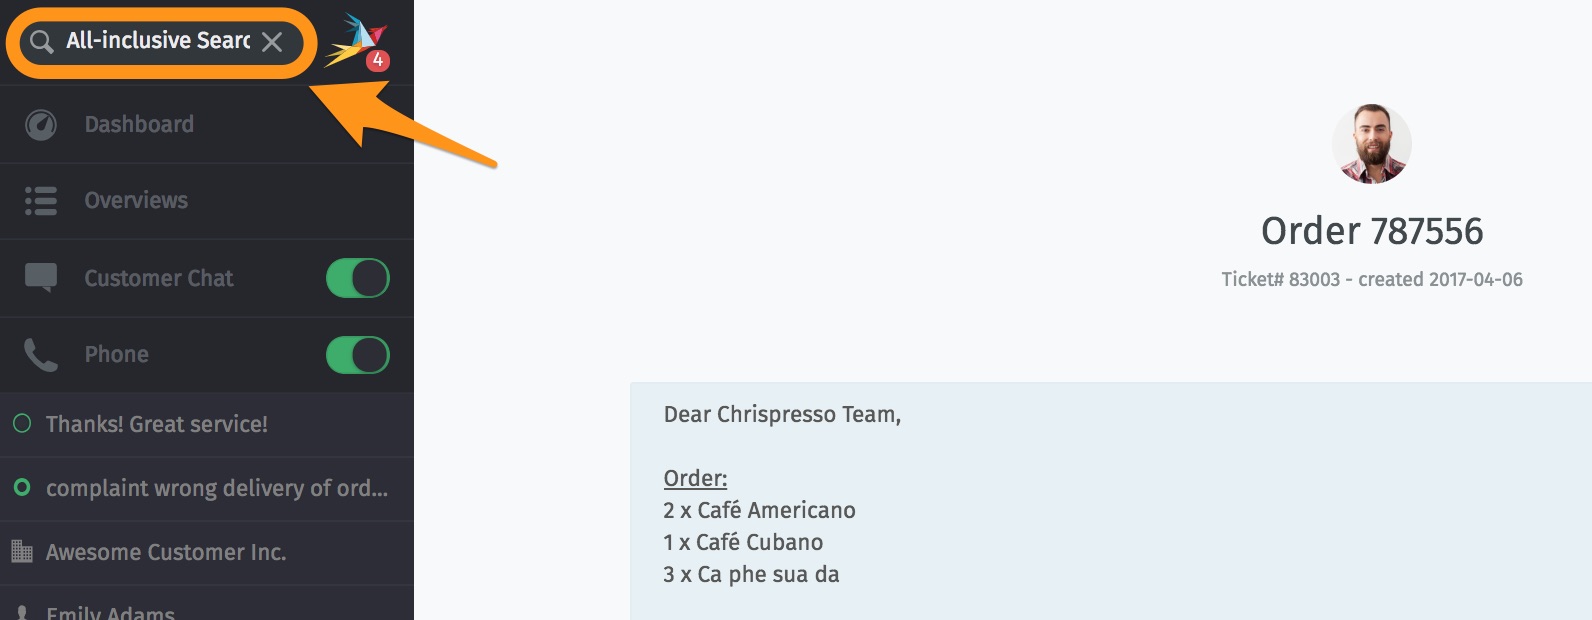 All-inclusive Searc
4
Dashboard
Overviews
Customer Chat
Phone
Thanks! Great service!
complaint wrong delivery of ord...
Awesome Customer Inc.
Emily Adams
Order 787556
Ticket# 83003 - created 2017-04-06
Dear Chrispresso Team,
Order:
2 x Café Americano
1 x Café Cubano
3 x Ca phe sua da